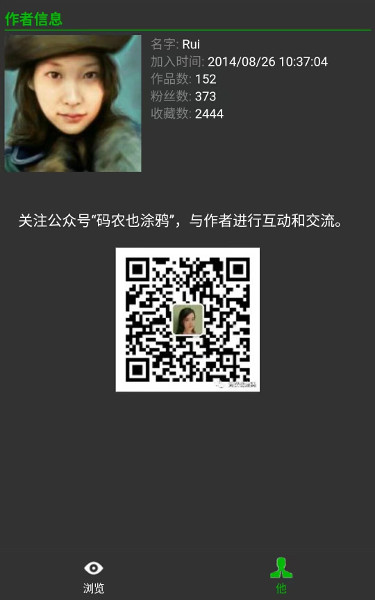 作者信息
名字: Rui
加入时间: 2014/08/26 10:37:04
作品数: 152
粉丝数: 373
收藏数: 2444
关注公众号“码农也涂鸦”，与作者进行互动和交流。
浏览
他